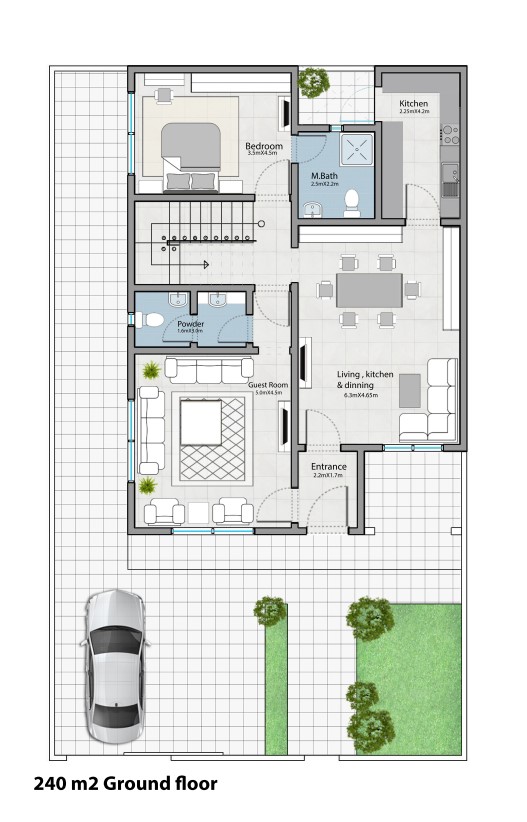 Kitchen
2.25mX4.2m
Bedroom
3.5mX4.5m
M.Bath
2.5mX2.2m
Powder
1.6mX3.0m
Living , kitchen
& dinning
6.3mX4.65m
Guest Room
5.0mX4.5m
Entrance
2.2mX1.7m
240 m2 Ground floor